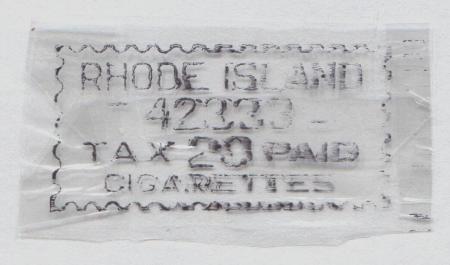 RHODE ISLAND
- 42333 -
TAX 20 PAID
CIGARETTES